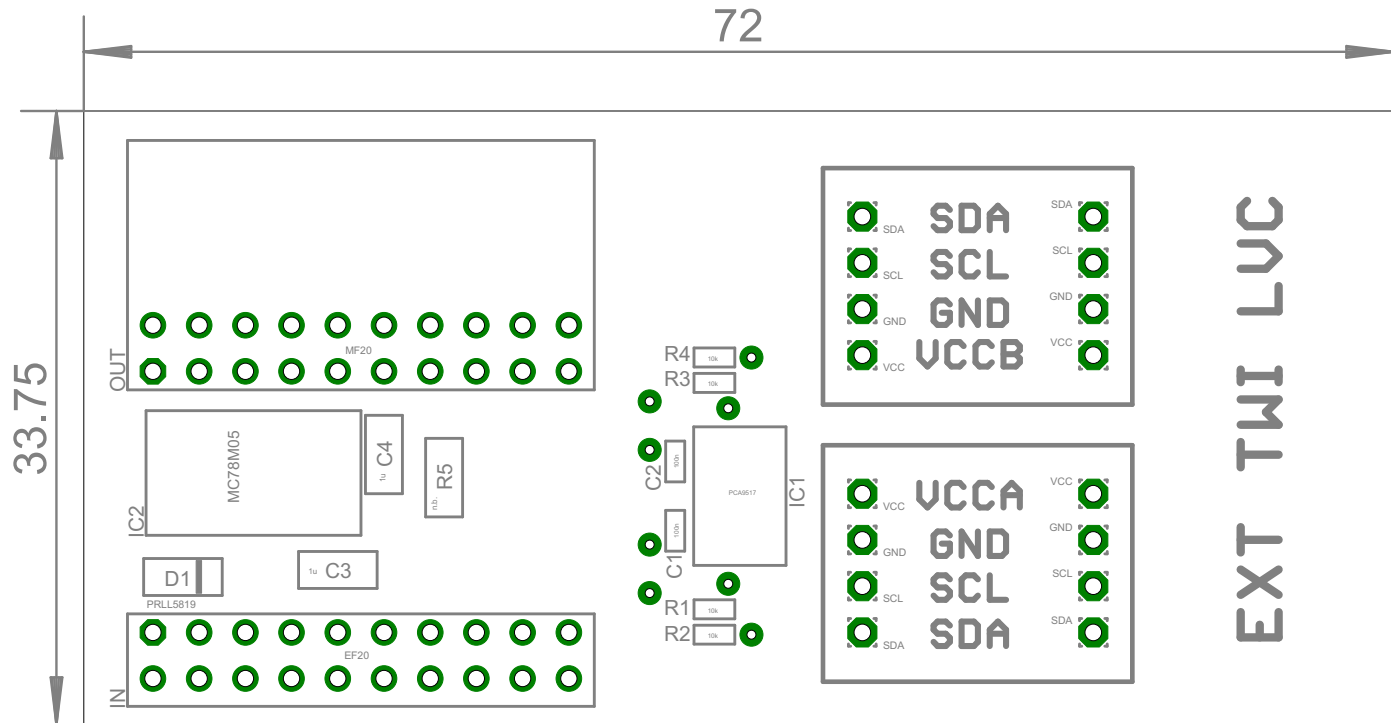 72
33.75
OUT
MF20
IC2
MC78M05
1u C4
n.b. R5
D1
PRLL5819
1u C3
IN
EF20
R4 10k
R3 10k
C2 100n
C1 100n
PCA9517
IC1
R1 10k
R2 10k
SDA SDA SDA
SCL SCL SCL
GND GND GND
VCC VCCB VCC
VCC VCCA VCC
GND GND GND
SCL SCL SCL
SDA SDA SDA
EXT TWI LVC